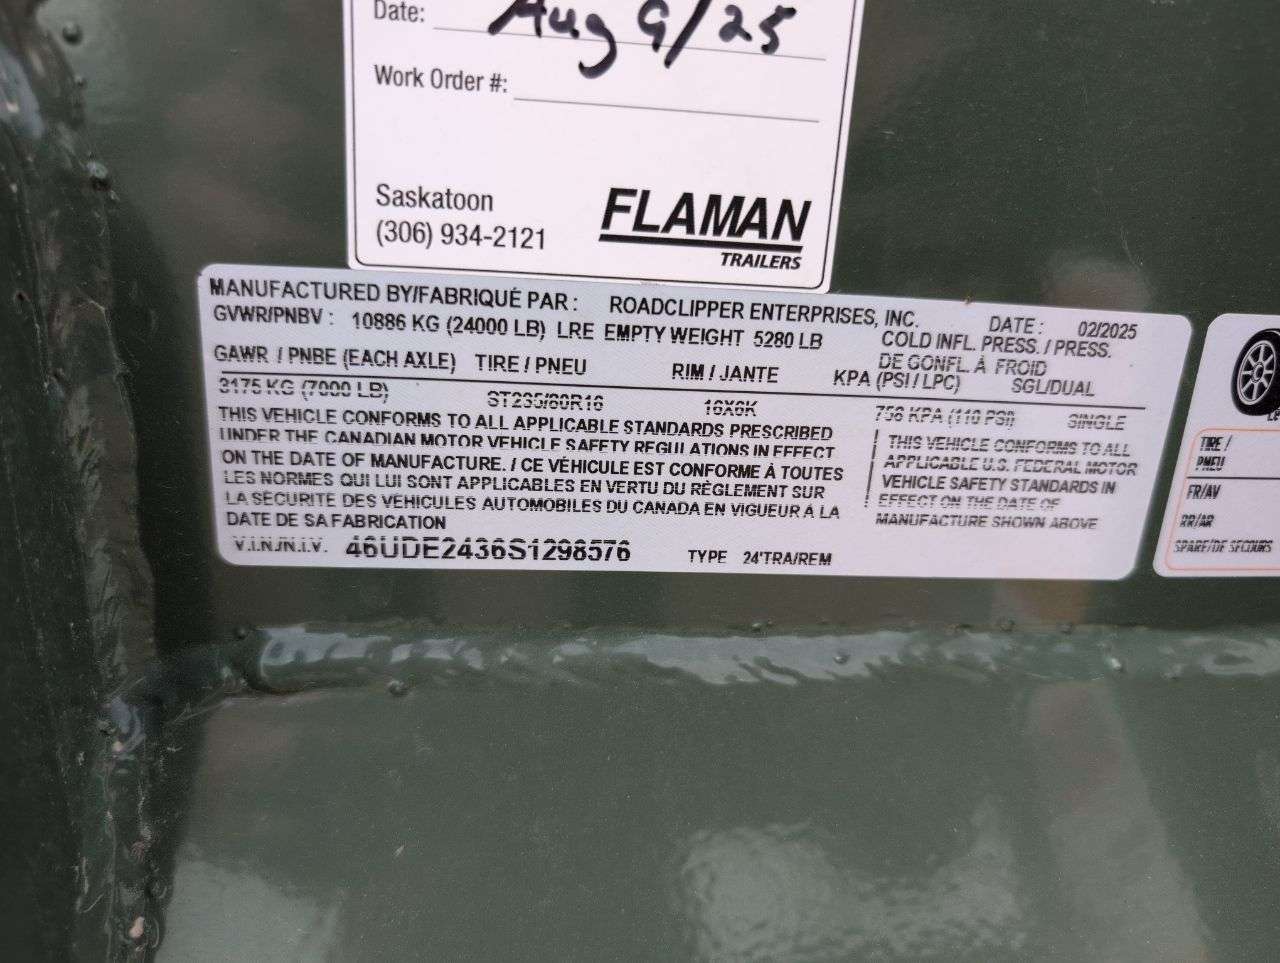 Date: Aug 9/25
Work Order #:
Saskatoon
(306) 934-2121
FLAMAN
TRAILERS
MANUFACTURED BY/FABRIQUÉ PAR : ROADCLIPPER ENTERPRISES, INC. DATE : 02/2025
GVWR/PNBV : 10886 KG (24000 LB) LRE EMPTY WEIGHT 5280 LB COLD INFL. PRESS. / PRESS.
DE GONFL. À FROID
GAWR / PNBE (EACH AXLE) TIRE / PNEU RIM / JANTE KPA (PSI / LPC) SGL/DUAL
3175 KG (7000 LB) ST235/80R16 16X6K 758 KPA (110 PSI) SINGLE
THIS VEHICLE CONFORMS TO ALL APPLICABLE STANDARDS PRESCRIBED
UNDER THE CANADIAN MOTOR VEHICLE SAFETY REGULATIONS IN EFFECT
ON THE DATE OF MANUFACTURE. / CE VÉHICULE EST CONFORME À TOUTES
LES NORMES QUI LUI SONT APPLICABLES EN VERTU DU RÈGLEMENT SUR
LA SÉCURITÉ DES VÉHICULES AUTOMOBILES DU CANADA EN VIGUEUR A LA
DATE DE SA FABRICATION
THIS VEHICLE CONFORMS TO ALL
APPLICABLE U.S. FEDERAL MOTOR
VEHICLE SAFETY STANDARDS IN
EFFECT ON THE DATE OF
MANUFACTURE SHOWN ABOVE
V.I.N./N.I.V. 46UDE2436S1298576 TYPE 24'TRA/REM
TIRE /
PNEU
FR/AV
RR/AR
SPARE/DE SECOURS